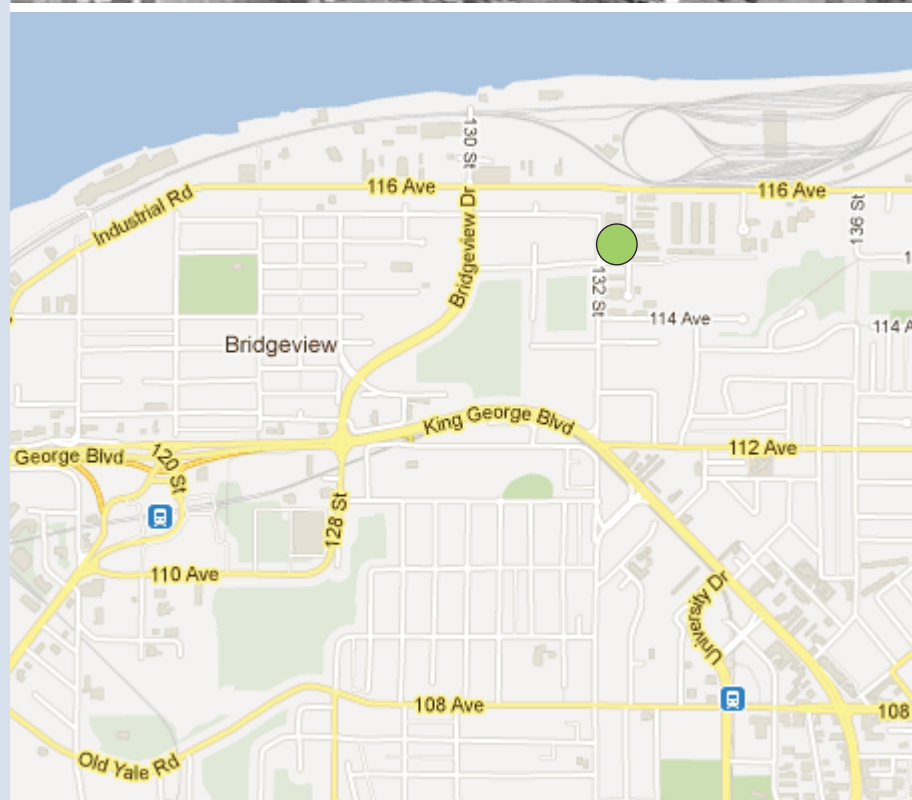 130 St
116 Ave
116 Ave
Industrial Rd
Bridgeview Dr
136 St
132 St
114 Ave
114 A
Bridgeview
King George Blvd
George Blvd
120 St
112 Ave
128 St
110 Ave
University Dr
108 Ave
108
Old Yale Rd